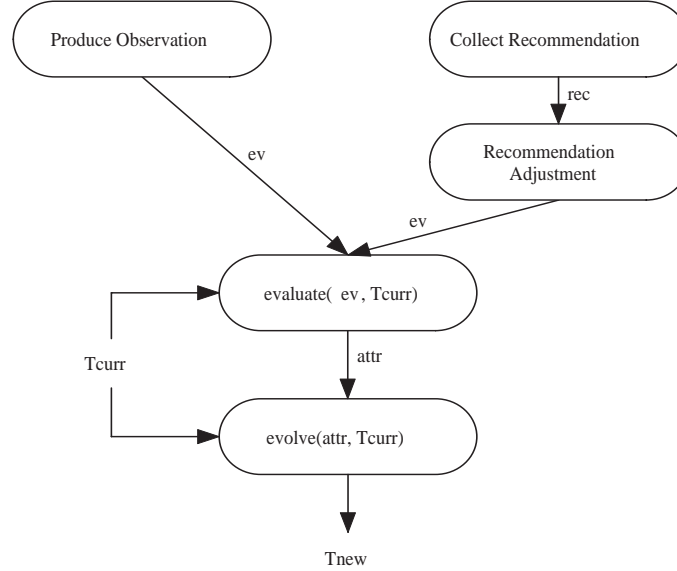 Produce Observation
Collect Recommendation
rec
ev
Recommendation
Adjustment
ev
evaluate( ev, Tcurr)
attr
Tcurr
evolve(attr, Tcurr)
Tnew